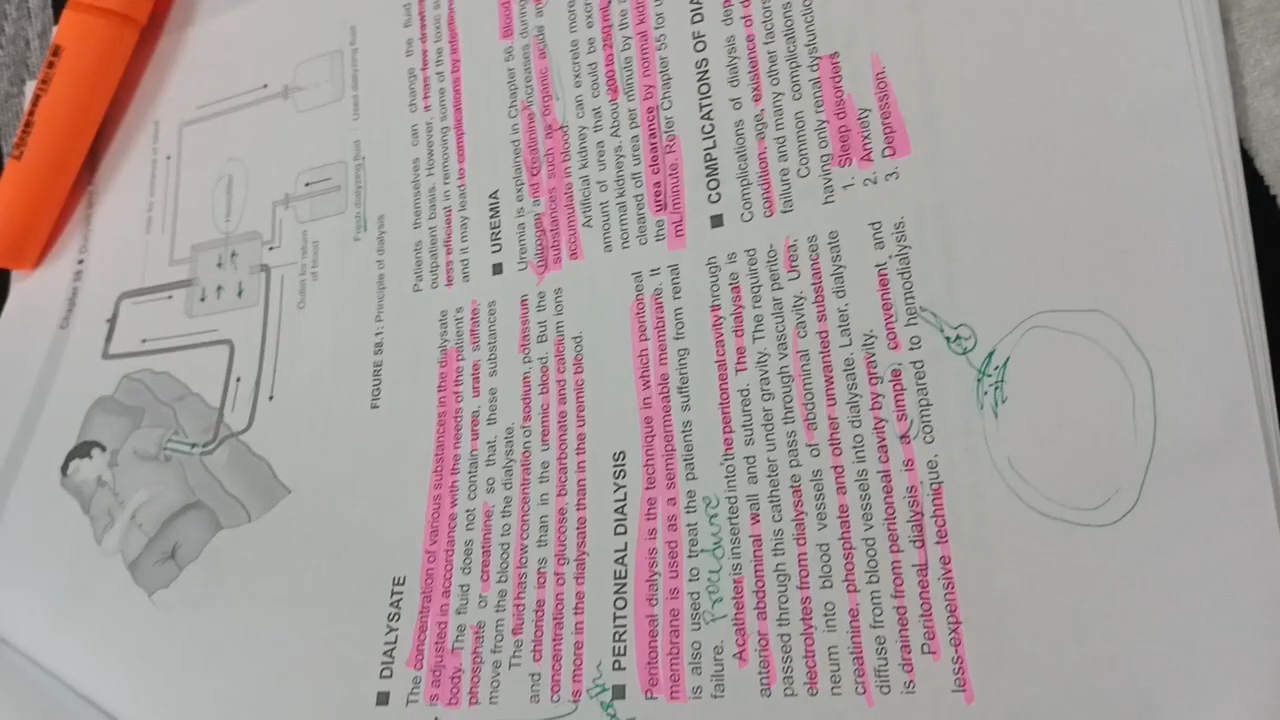 Chapter 58
Fresh dialyzing fluid
Used dialyzing fluid
Outlet for return
of blood
FIGURE 58.1: Principle of dialysis
■ DIALYSATE
The concentration of various substances in the dialysate
is adjusted in accordance with the needs of the patient's
body. The fluid does not contain urea, urate, sulfate,
phosphate or creatinine, so that, these substances
move from the blood to the dialysate.
The fluid has low concentration of sodium, potassium
and chloride ions than in the uremic blood. But the
concentration of glucose, bicarbonate and calcium ions
is more in the dialysate than in the uremic blood.
■ PERITONEAL DIALYSIS
Peritoneal dialysis is the technique in which peritoneal
membrane is used as a semipermeable membrane. It
is also used to treat the patients suffering from renal
failure.
Procedure
A catheter is inserted into the peritoneal cavity through
anterior abdominal wall and sutured. The dialysate is
passed through this catheter under gravity. The required
electrolytes from dialysate pass through vascular perito-
neum into blood vessels of abdominal cavity. Urea,
creatinine, phosphate and other unwanted substances
diffuse from blood vessels into dialysate. Later, dialysate
is drained from peritoneal cavity by gravity.
Peritoneal dialysis is a simple, convenient and
less-expensive technique, compared to hemodialysis.
Patients themselves can change the fluid
outpatient basis. However, it has few
less efficient in removing some of the toxic
and it may lead to complications by infections
■ UREMIA
Uremia is explained in Chapter 56. Blood
(nitrogen and creatinine increases during
substances such as organic acids
accumulate in blood.
Artificial kidney can excrete more
amount of urea that could be
normal kidneys. About 200 to 250 mL
cleared off urea per minute by the
the urea clearance by normal
mL/minute. Refer Chapter 55 for
■ COMPLICATIONS OF
Complications of dialysis
condition, age, existence of
failure and many other factors
Common complications
having only renal
1. Sleep disorders
2. Anxiety
3. Depression.